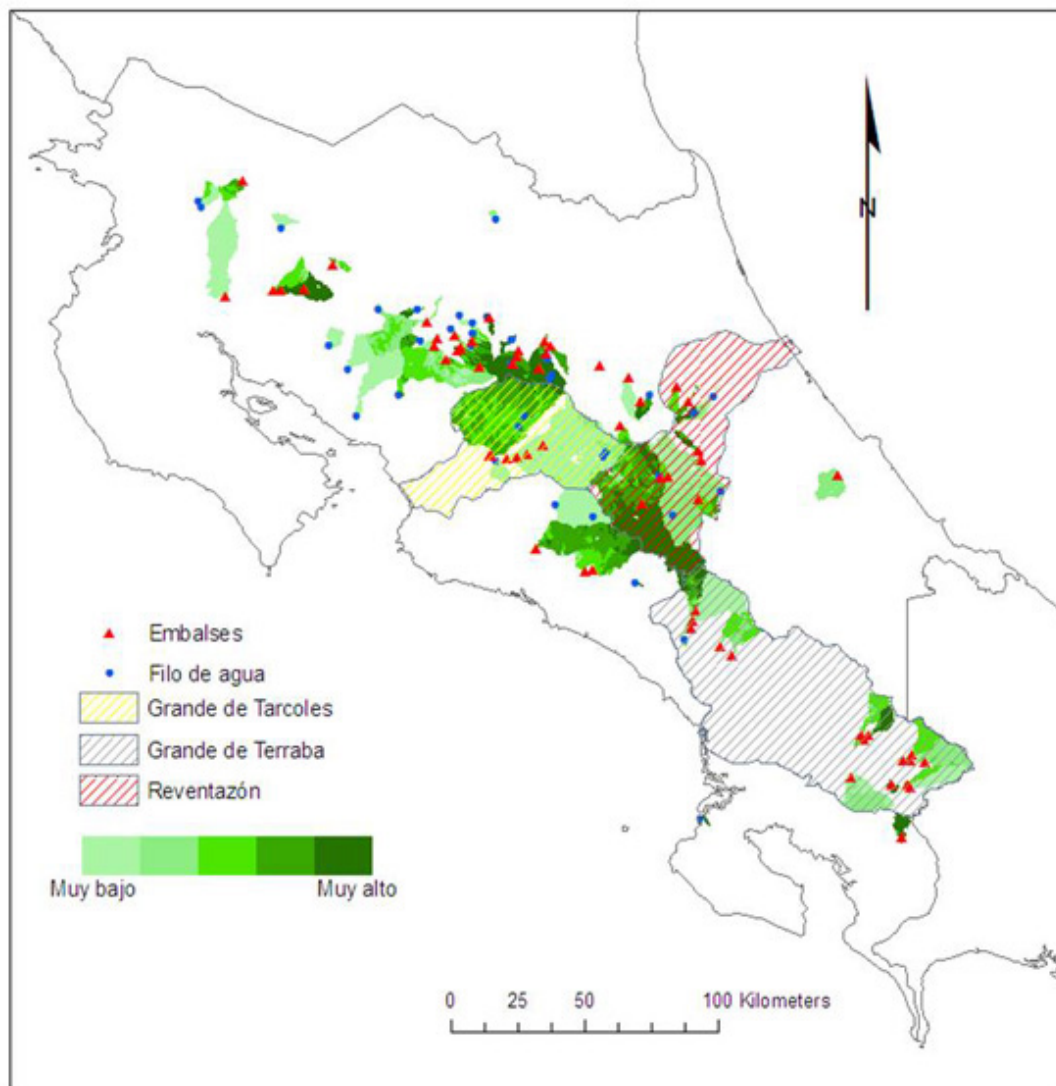 N
Embalses
Filo de agua
Grande de Tarcoles
Grande de Terraba
Reventazón
Muy bajo Muy alto
0 25 50 100 Kilometers